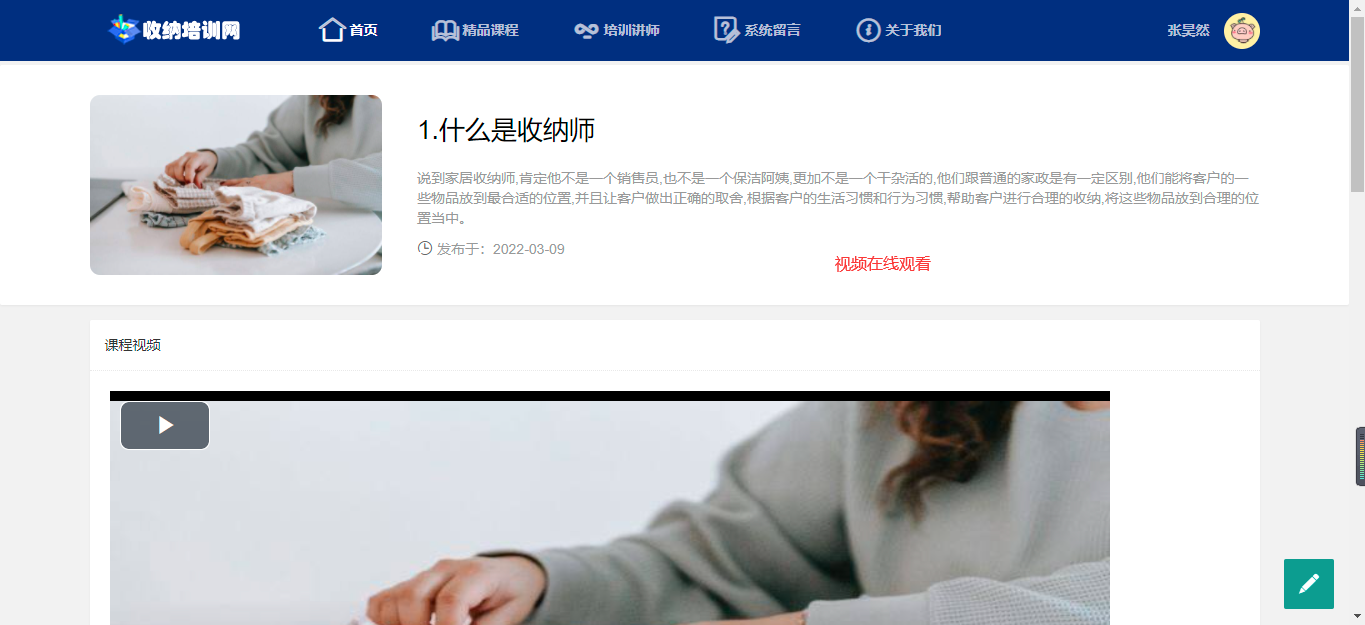 收纳培训网
首页
精品课程
培训讲师
系统留言
关于我们
张昊然
1.什么是收纳师
说到家居收纳师,肯定他不是一个销售员,也不是一个保洁阿姨,更加不是一个干杂活的,他们跟普通的家政是有一定区别,他们能将客户的一
些物品放到最合适的位置,并且让客户做出正确的取舍,根据客户的生活习惯和行为习惯,帮助客户进行合理的收纳,将这些物品放到合理的位
置当中。
发布于：2022-03-09
视频在线观看
课程视频